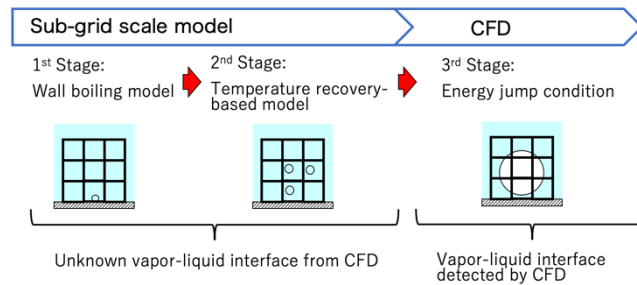 Sub-grid scale model
CFD
1st Stage:
Wall boiling model
2nd Stage:
Temperature recovery-
based model
3rd Stage:
Energy jump condition
Unknown vapor-liquid interface from CFD
Vapor-liquid interface
detected by CFD